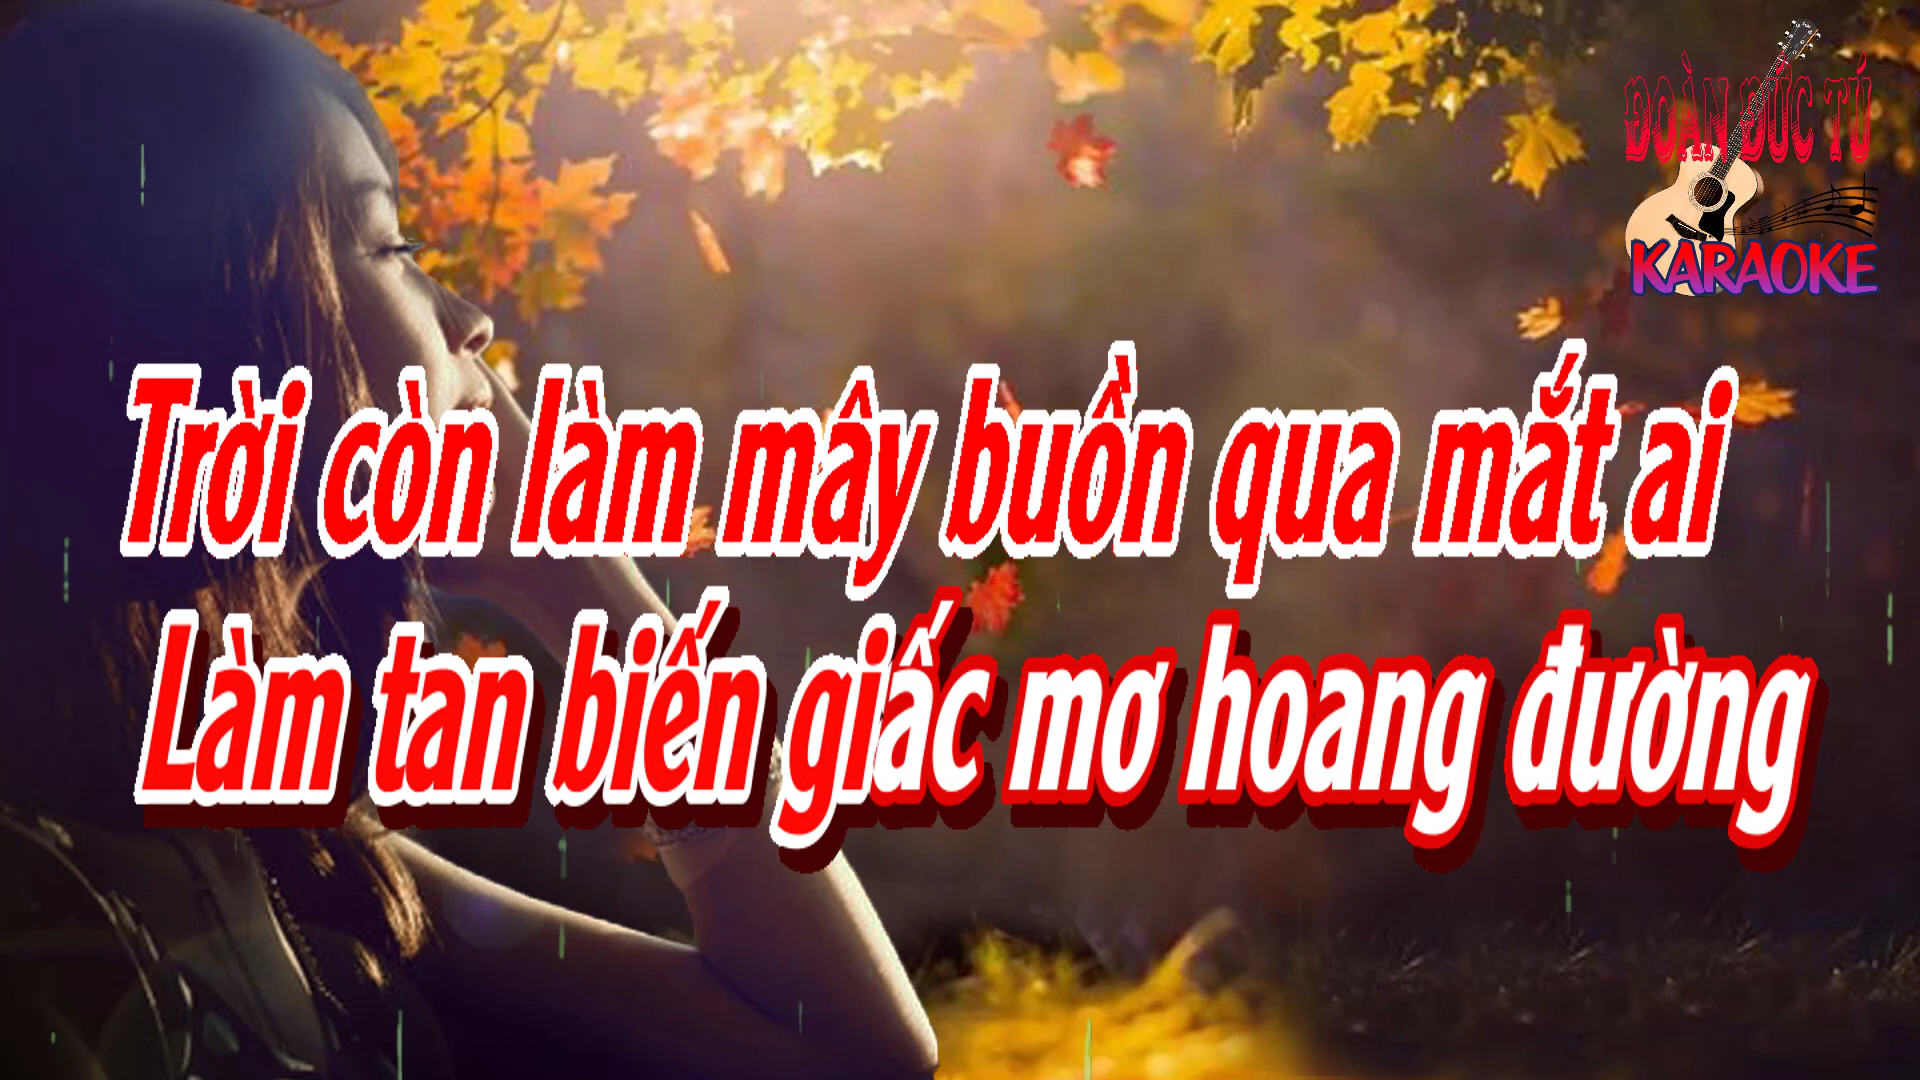 ĐOÀN ĐỨC TÚ
KARAOKE
Trời còn làm mây buồn qua mắt ai
Làm tan biến giấc mơ hoang đường